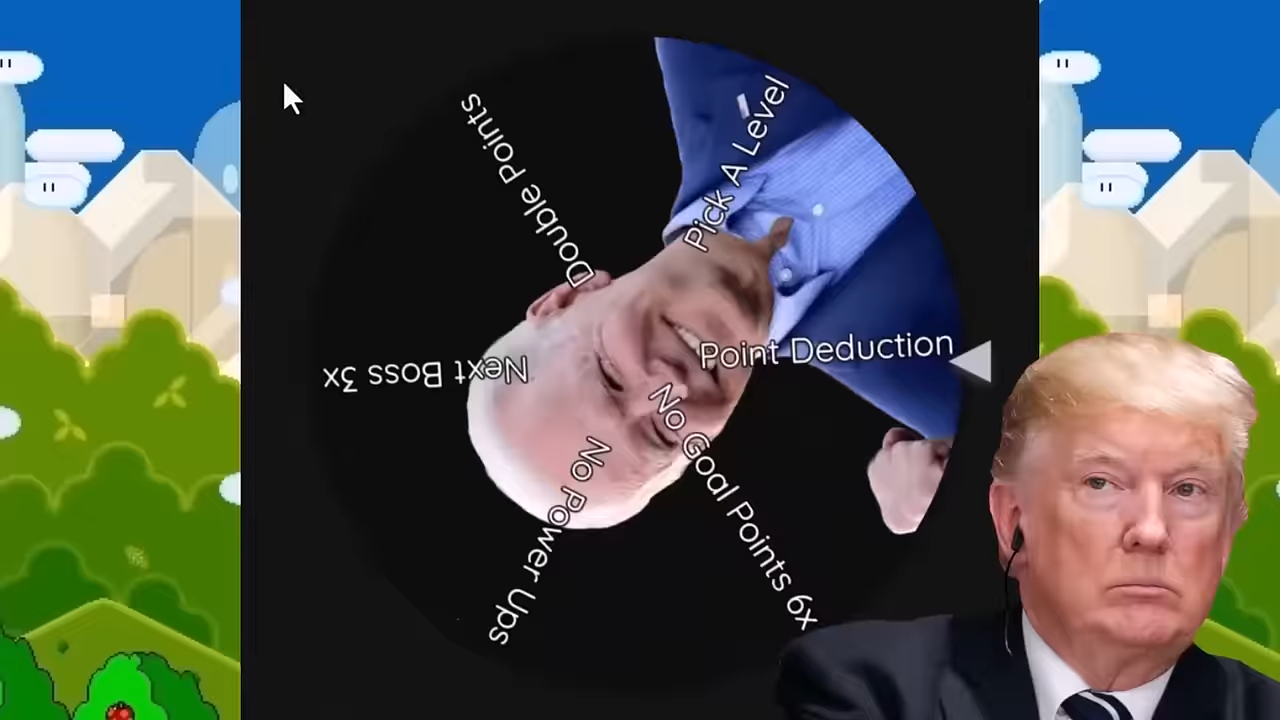 Double Points
Pick A Level
Point Deduction
Next Boss 3x
No Goal Points 6x
No Power Ups